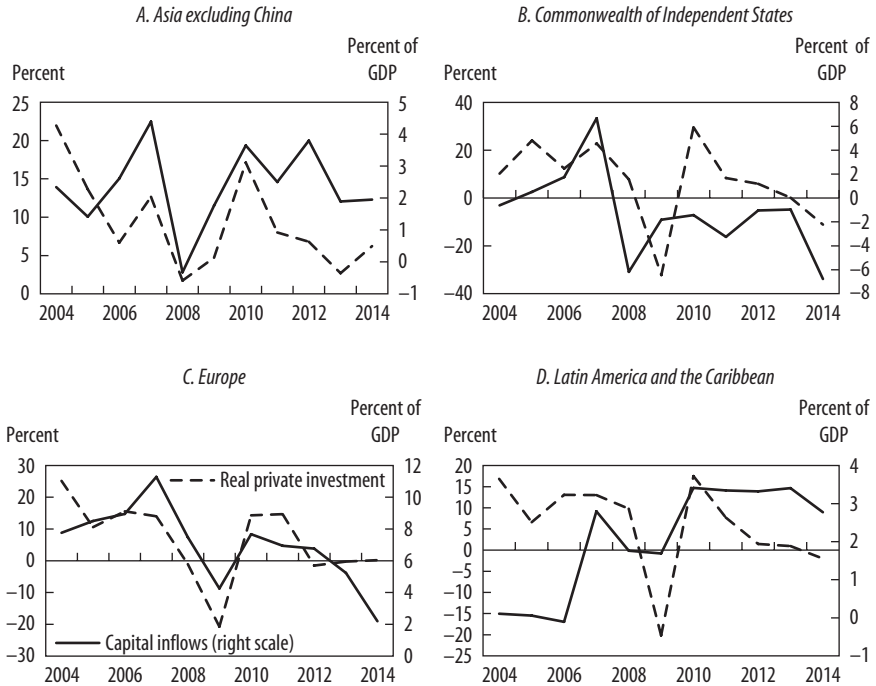 A. Asia excluding China
Percent
Percent of
GDP
25
20
15
10
5
0
5
4
3
2
1
0
–1
2004 2006 2008 2010 2012 2014
B. Commonwealth of Independent States
Percent
Percent of
GDP
40
20
0
–20
–40
8
6
4
2
0
–2
–4
–6
–8
2004 2006 2008 2010 2012 2014
C. Europe
Percent
Percent of
GDP
30
20
10
0
–10
–20
–30
Real private investment
Capital inflows (right scale)
12
10
8
6
4
2
0
2004 2006 2008 2010 2012 2014
D. Latin America and the Caribbean
Percent
Percent of
GDP
20
15
10
5
0
–5
–10
–15
–20
–25
4
3
2
1
0
–1
2004 2006 2008 2010 2012 2014